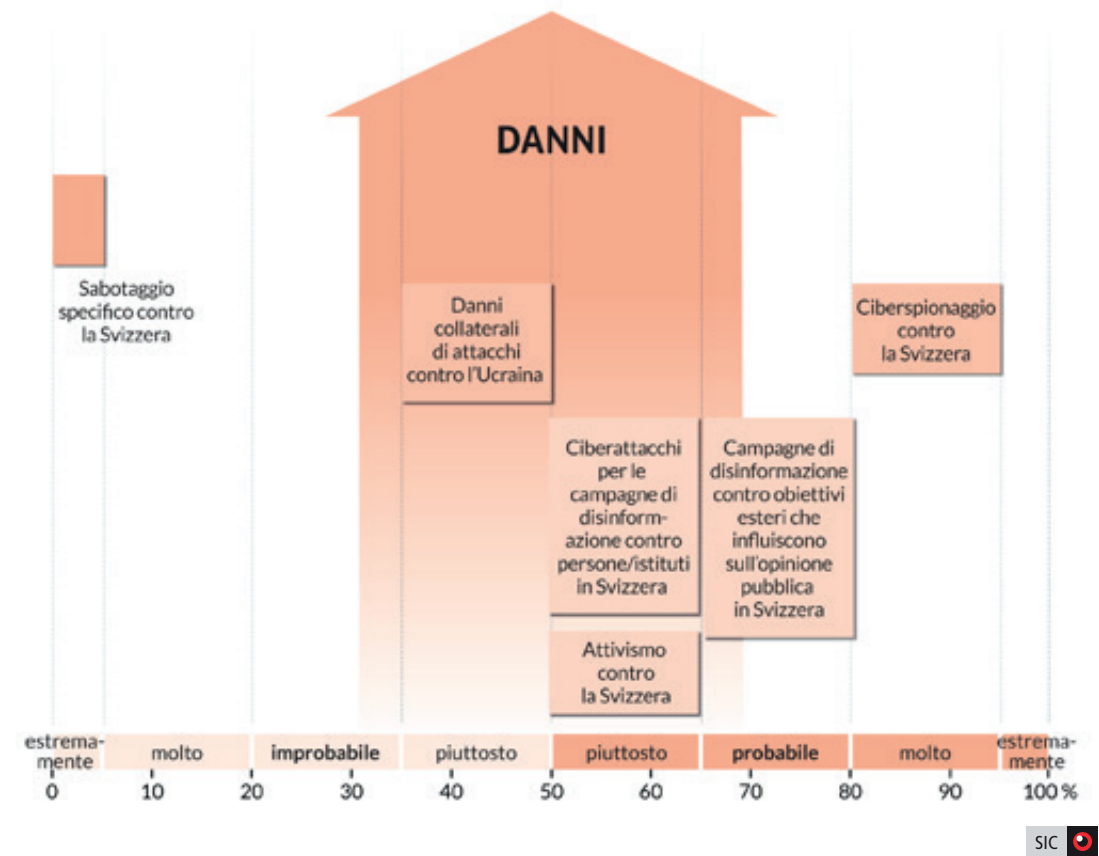 DANNI
Sabotaggio
specifico contro
la Svizzera
Danni
collaterali
di attacchi
contro l'Ucraina
Ciberspionaggio
contro
la Svizzera
Ciberattacchi
per le
campagne di
disinform-
azione contro
persone/istituti
in Svizzera
Campagne di
disinformazione
contro obiettivi
esteri che
influiscono
sull'opinione
pubblica
in Svizzera
Attivismo
contro
la Svizzera
estrema-
mente
molto
improbabile
piuttosto
piuttosto
probabile
molto
estrema-
mente
0 10 20 30 40 50 60 70 80 90 100 %
SIC